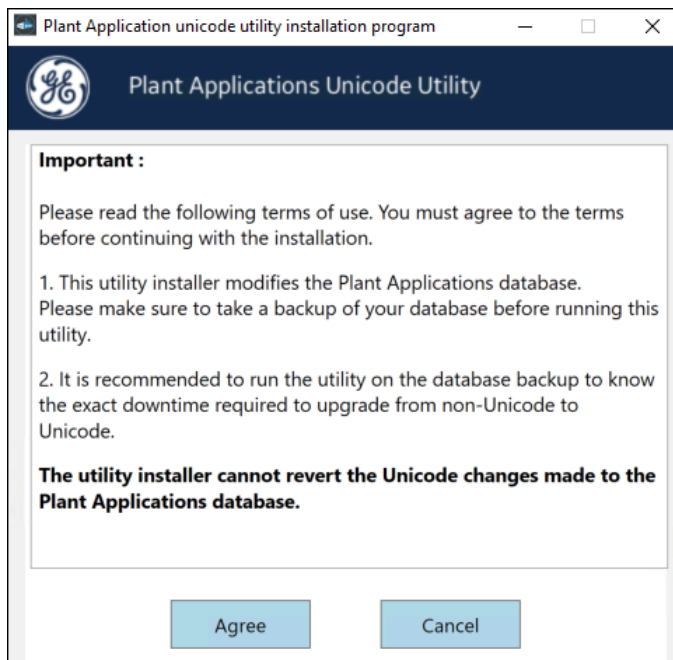 Plant Application unicode utility installation program
Plant Applications Unicode Utility
Important :
Please read the following terms of use. You must agree to the terms
before continuing with the installation.
1. This utility installer modifies the Plant Applications database.
Please make sure to take a backup of your database before running this
utility.
2. It is recommended to run the utility on the database backup to know
the exact downtime required to upgrade from non-Unicode to
Unicode.
The utility installer cannot revert the Unicode changes made to the
Plant Applications database.
Agree
Cancel